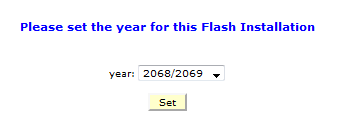 Please set the year for this Flash Installation
year: 2068/2069
Set